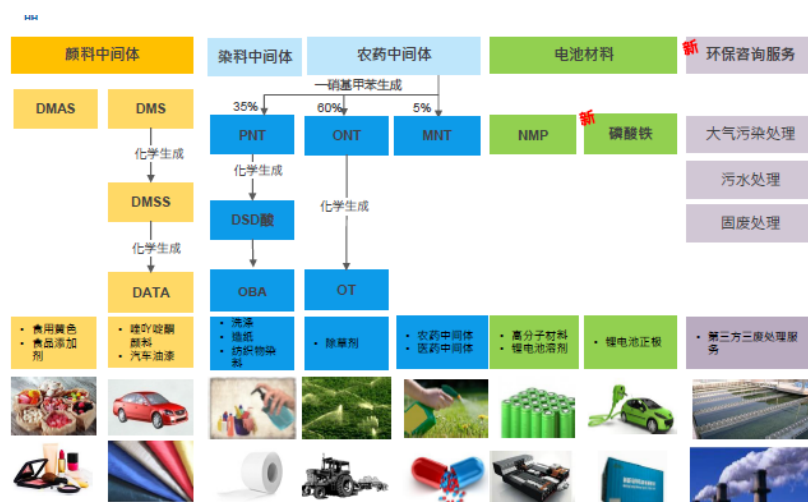 颜料中间体
染料中间体
农药中间体
电池材料
新
环保咨询服务
一硝基甲苯生成
35%
60%
5%
DMAS
DMS
PNT
ONT
MNT
NMP
新
磷酸铁
大气污染处理
化学生成
化学生成
污水处理
DMSS
DSD酸
化学生成
固废处理
化学生成
DATA
OBA
OT
• 食用黄色
• 食品添加
剂
• 喹吖啶酮
颜料
• 汽车油漆
• 洗涤
• 造纸
• 纺织物染
料
• 除草剂
• 农药中间体
• 医药中间体
• 高分子材料
• 锂电池溶剂
• 锂电池正极
• 第三方三废处理服
务